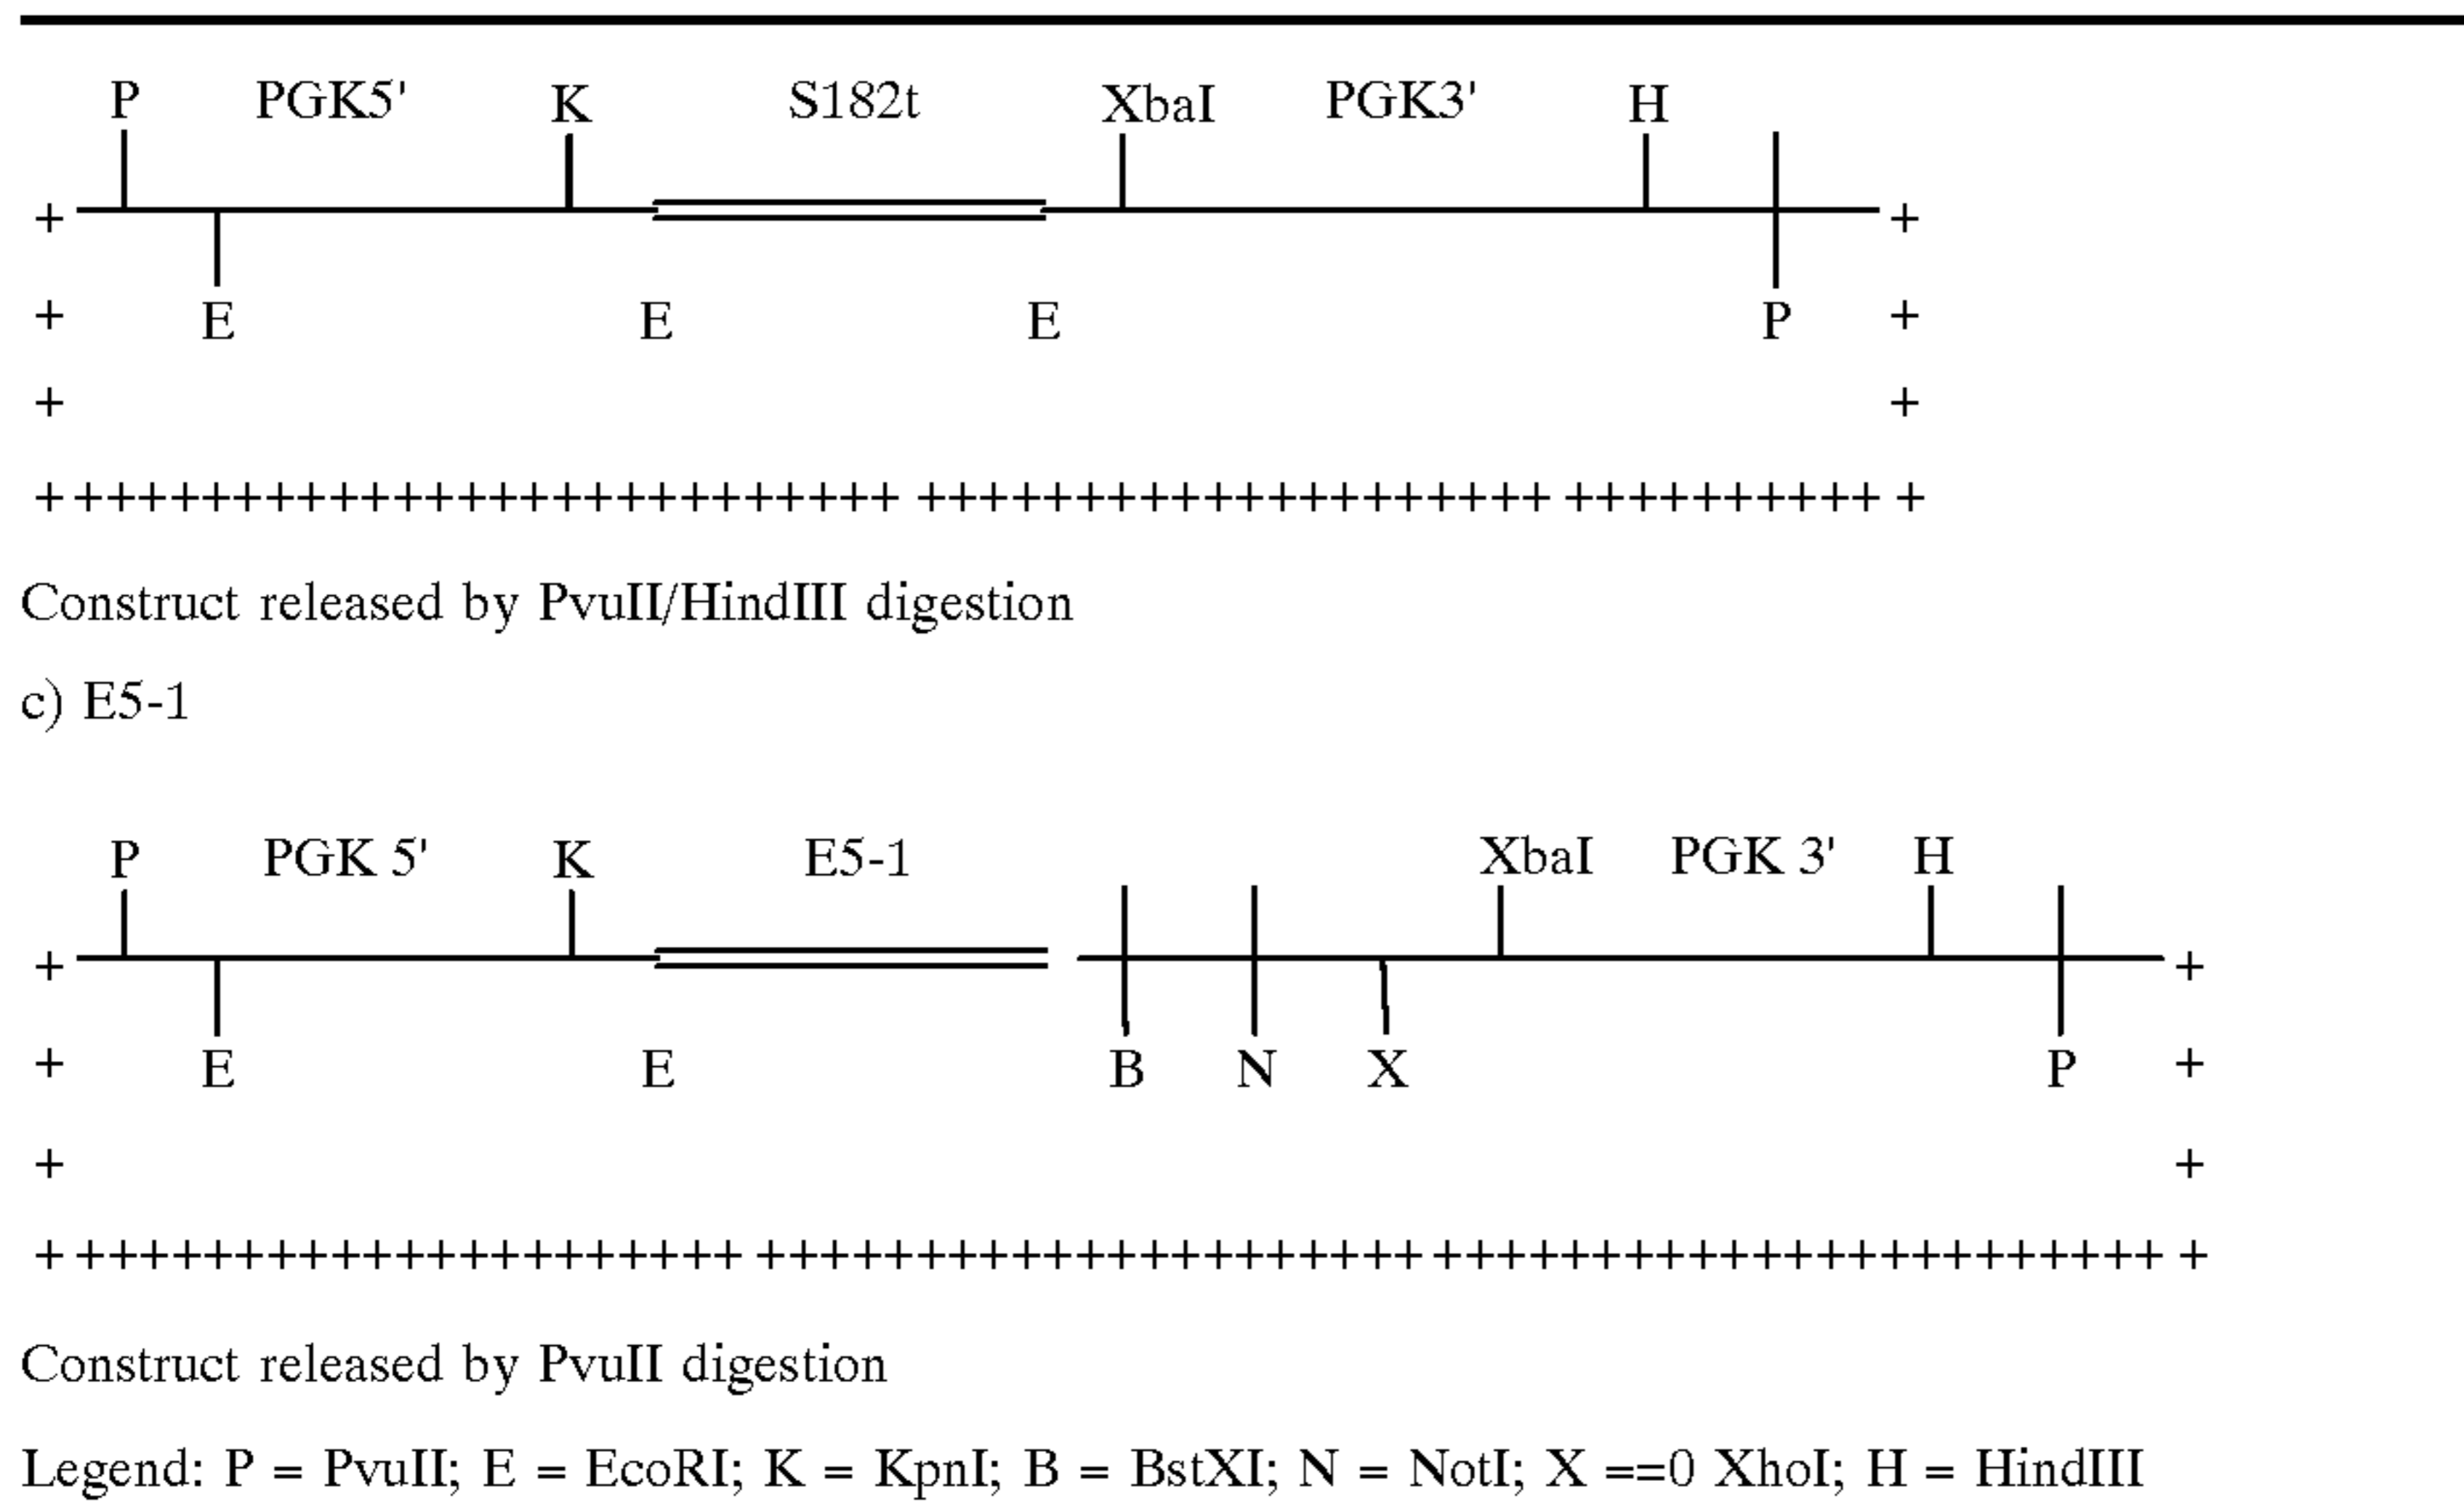 P PGK5' K S182t XbaI PGK3' H
+ +
+ E E E P +
+ +
+ +++++++++++++++++++++++++ ++++++++++++++++++++ ++++++++++ +
Construct released by PvuII/HindIII digestion
c) E5-1
P PGK 5' K E5-1 XbaI PGK 3' H
+ +
+ E E B N X P +
+ +
+ +++++++++++++++++++++ +++++++++++++++++++++ +++++++++++++++++++++++ +
Construct released by PvuII digestion
Legend: P = PvuII; E = EcoRI; K = KpnI; B = BstXI; N = NotI; X ==0 XhoI; H = HindIII